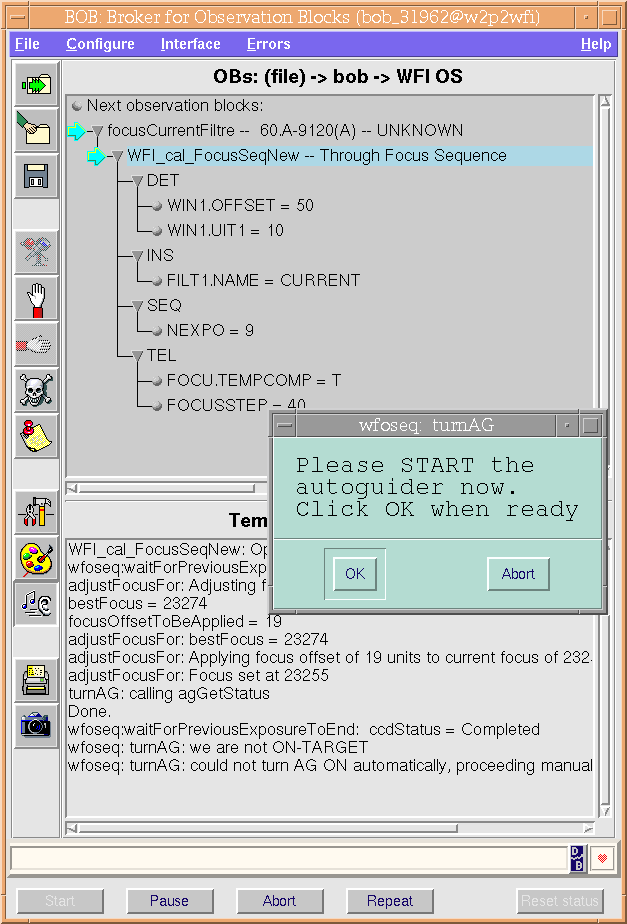 BOB: Broker for Observation Blocks (bob_31962@w2p2wfi)
File Configure Interface Errors Help
OBs: (file) -> bob -> WFI OS
Next observation blocks:
focusCurrentFiltre -- 60.A-9120(A) -- UNKNOWN
WFI_cal_FocusSeqNew -- Through Focus Sequence
DET
WIN1.OFFSET = 50
WIN1.UIT1 = 10
INS
FILT1.NAME = CURRENT
SEQ
NEXPO = 9
TEL
FOCU.TEMPCOMP = T
FOCUSSTEP = 40
wfoseq: turnAG
Please START the
autoguider now.
Click OK when ready
OK Abort
Tem
WFI_cal_FocusSeqNew: Op
wfoseq:waitForPreviousExp
adjustFocusFor: Adjusting f
bestFocus = 23274
focusOffsetToBeApplied = 19
adjustFocusFor: bestFocus = 23274
adjustFocusFor: Applying focus offset of 19 units to current focus of 232
adjustFocusFor: Focus set at 23255
turnAG: calling agGetStatus
Done.
wfoseq:waitForPreviousExposureToEnd: ccdStatus = Completed
wfoseq: turnAG: we are not ON-TARGET
wfoseq: turnAG: could not turn AG ON automatically, proceeding manual
Start Pause Abort Repeat Reset status